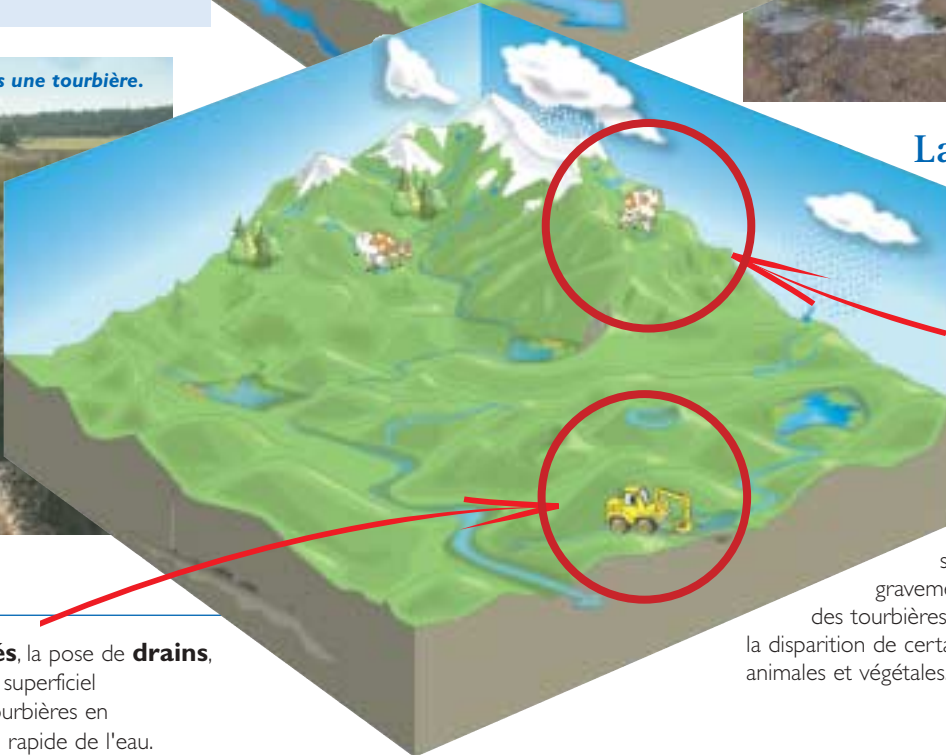 s une tourbière.
La
s
graveme
des tourbières
la disparition de certa
animales et végétales.
és, la pose de drains,
superficiel
ourbières en
rapide de l'eau.